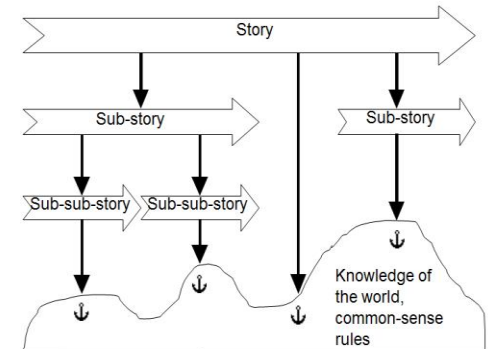 Story
Sub-story
Sub-story
Sub-sub-story
Sub-sub-story
Knowledge of
the world,
common-sense
rules